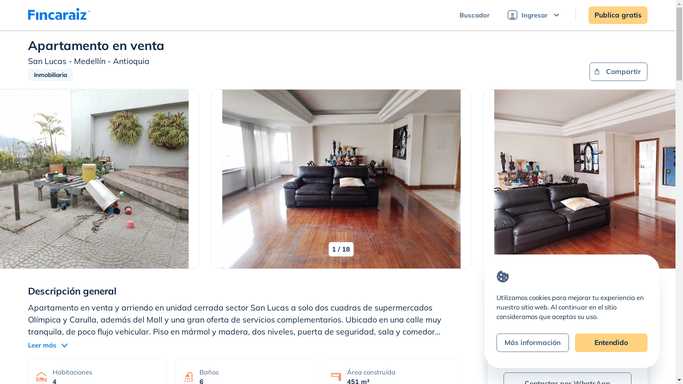 Fincaraiz
Buscador
Ingresar
Publica gratis
Apartamento en venta
San Lucas - Medellín - Antioquia
Inmobiliaria
Compartir
1 / 18
Descripción general
Apartamento en venta y arriendo en unidad cerrada sector San Lucas a solo dos cuadras de supermercados
Olímpica y Carulla, además del Mall y una gran oferta de servicios complementarios. Ubicado en una calle muy
tranquila, de poco flujo vehicular. Piso en mármol y madera, dos niveles, puerta de seguridad, sala y comedor...
Leer más
Habitaciones
4
Baños
6
Área construida
451 m²
Utilizamos cookies para mejorar tu experiencia en
nuestro sitio web. Al continuar en el sitio
consideramos que aceptas su uso.
Más información
Entendido
Contactar por WhatsApp